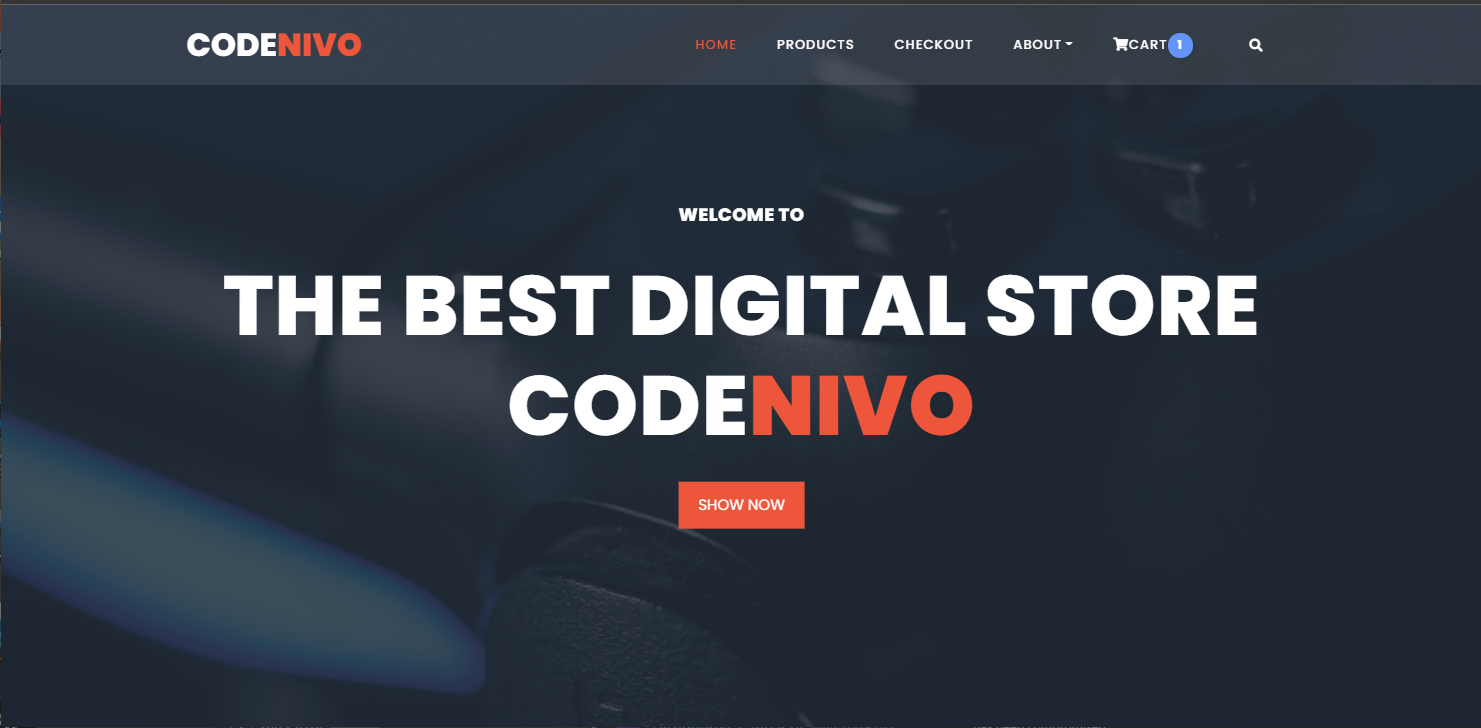 CODENIVO
HOME PRODUCTS CHECKOUT ABOUT CART 1
WELCOME TO
THE BEST DIGITAL STORE
CODENIVO
SHOW NOW